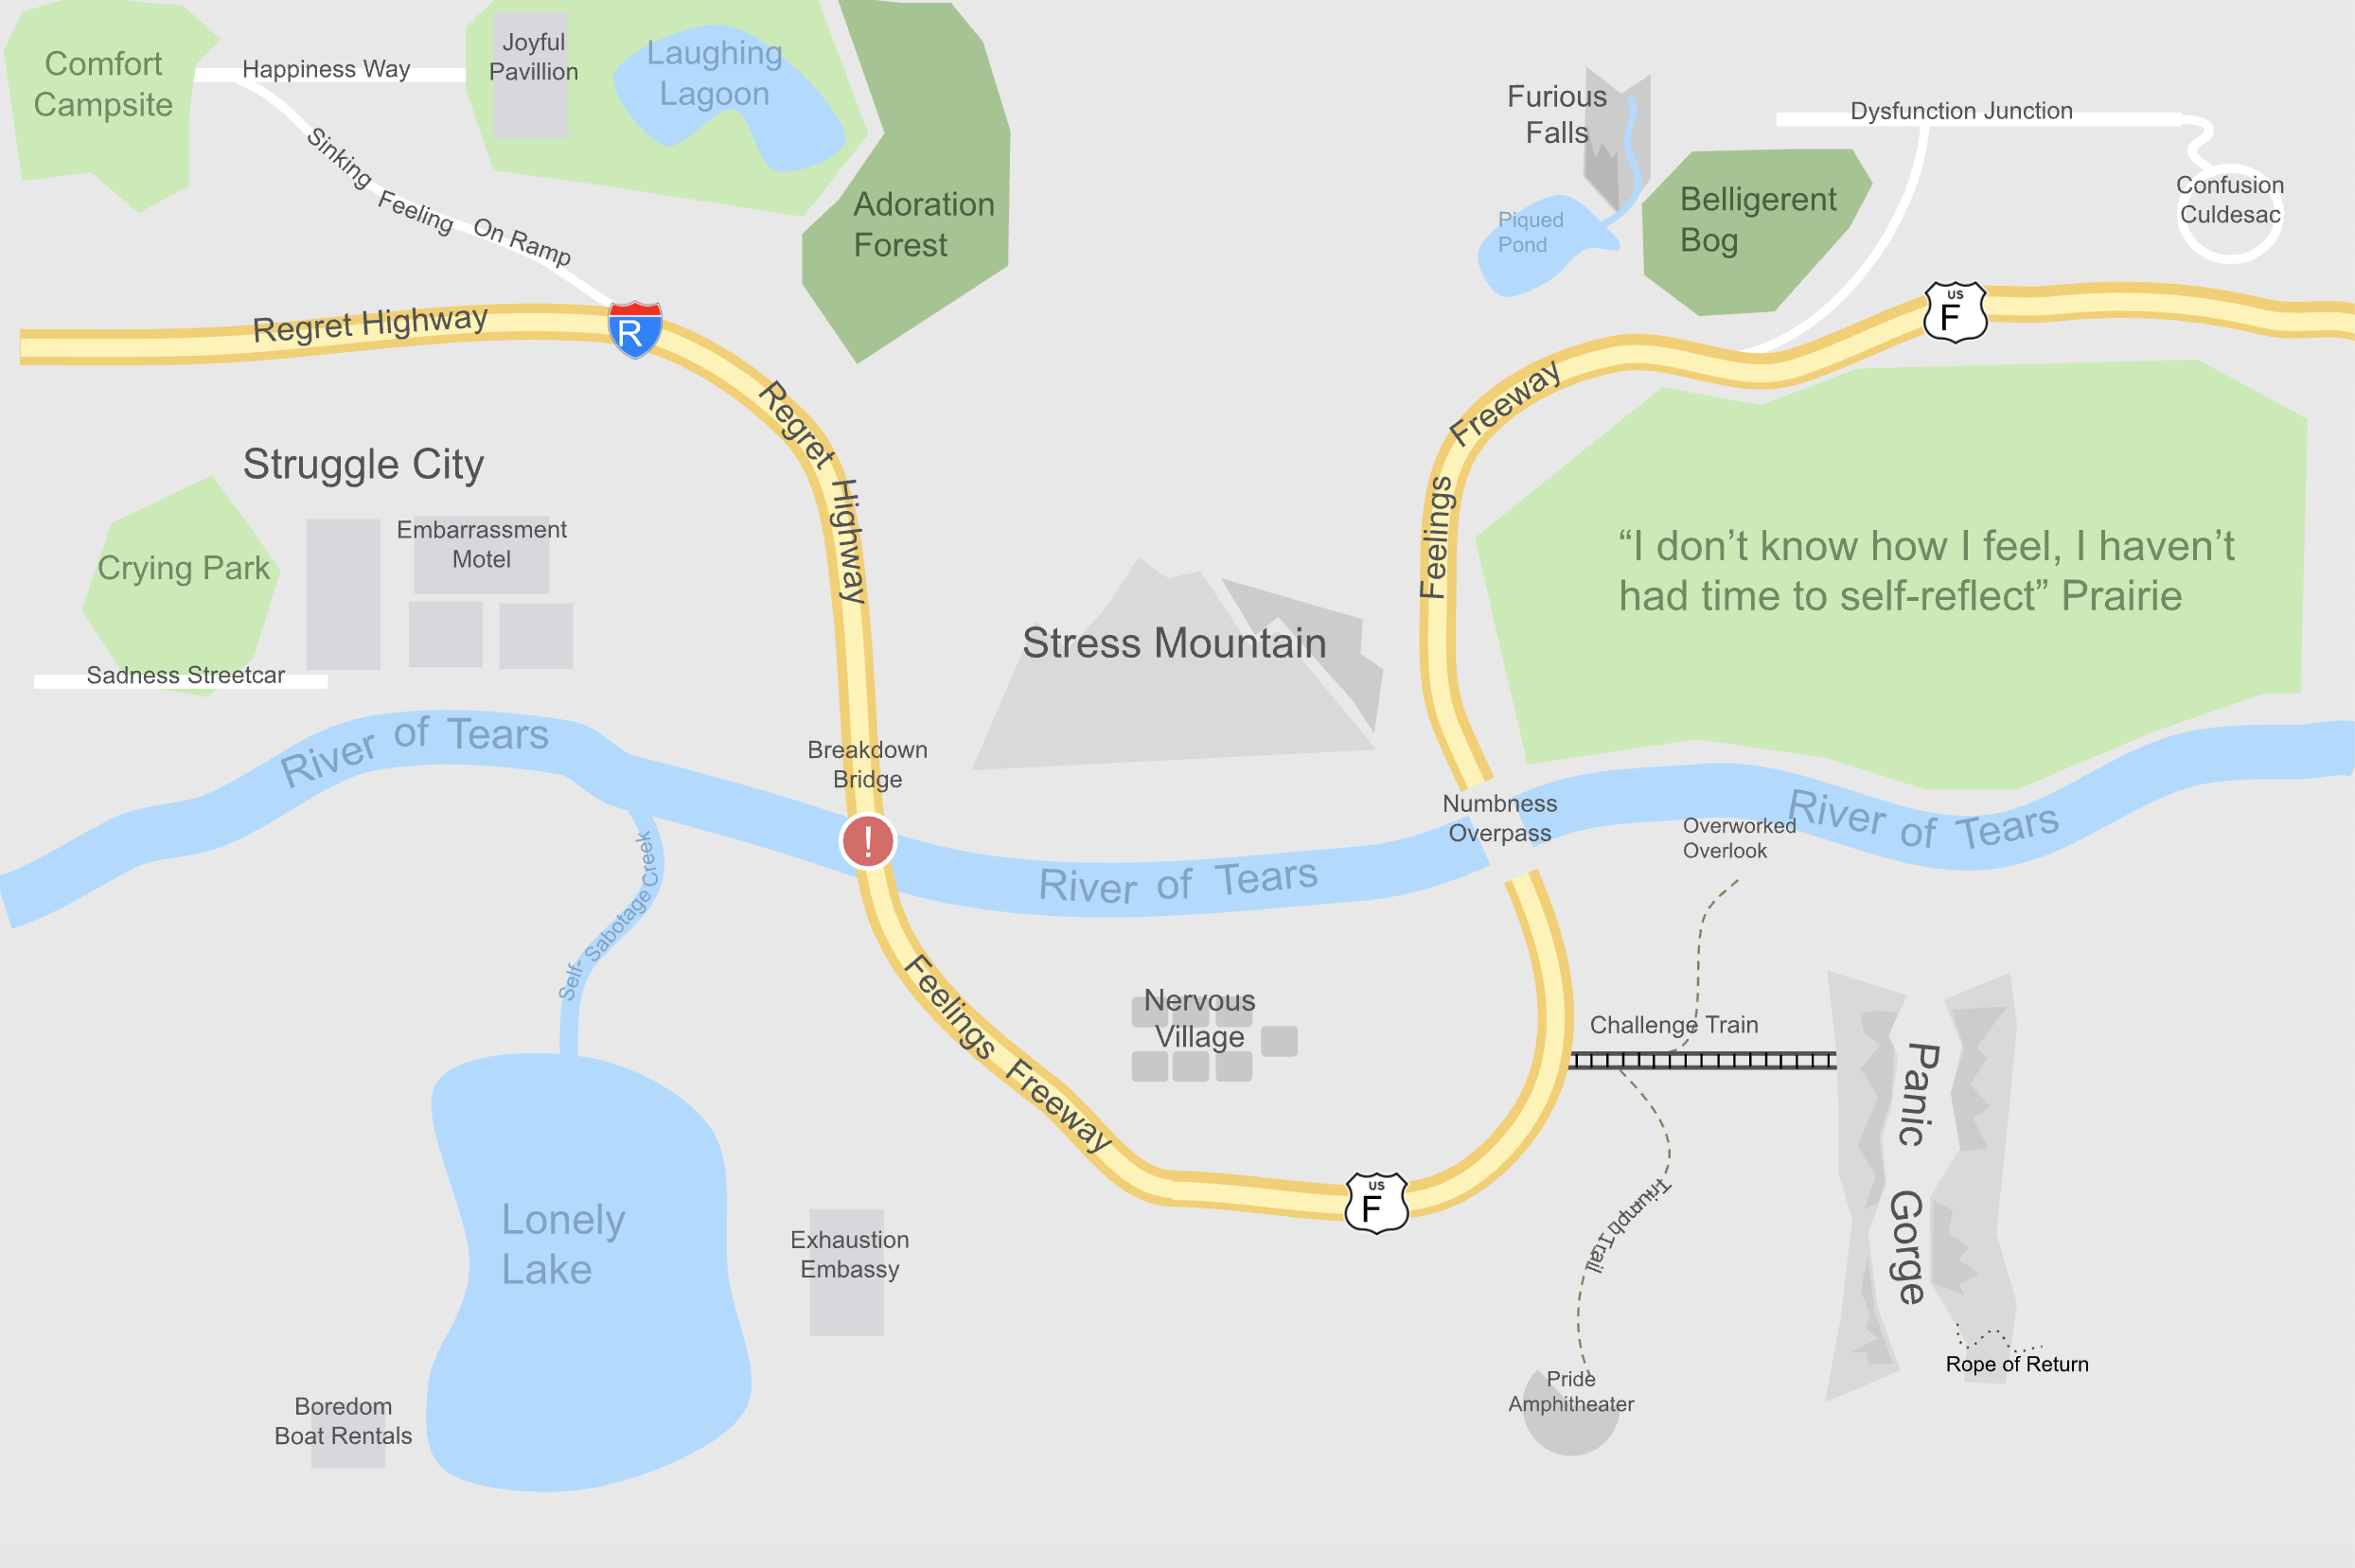 Comfort
Campsite
Happiness Way
Joyful
Pavillion
Laughing
Lagoon
Sinking Feeling On Ramp
Adoration
Forest
Furious
Falls
Piqued
Pond
Belligerent
Bog
Dysfunction Junction
Confusion
Culdesac
Regret Highway
R
Regret Highway
US
F
Feelings Freeway
Struggle City
Crying Park
Embarrassment
Motel
Sadness Streetcar
Stress Mountain
“I don’t know how I feel, I haven’t
had time to self-reflect” Prairie
River of Tears
Breakdown
Bridge
!
River of Tears
Numbness
Overpass
River of Tears
Overworked
Overlook
Self- Sabotage Creek
Feelings Freeway
Nervous
Village
Challenge Train
Panic Gorge
Lonely
Lake
Exhaustion
Embassy
US
F
Triumph Trail
Boredom
Boat Rentals
Pride
Amphitheater
Rope of Return